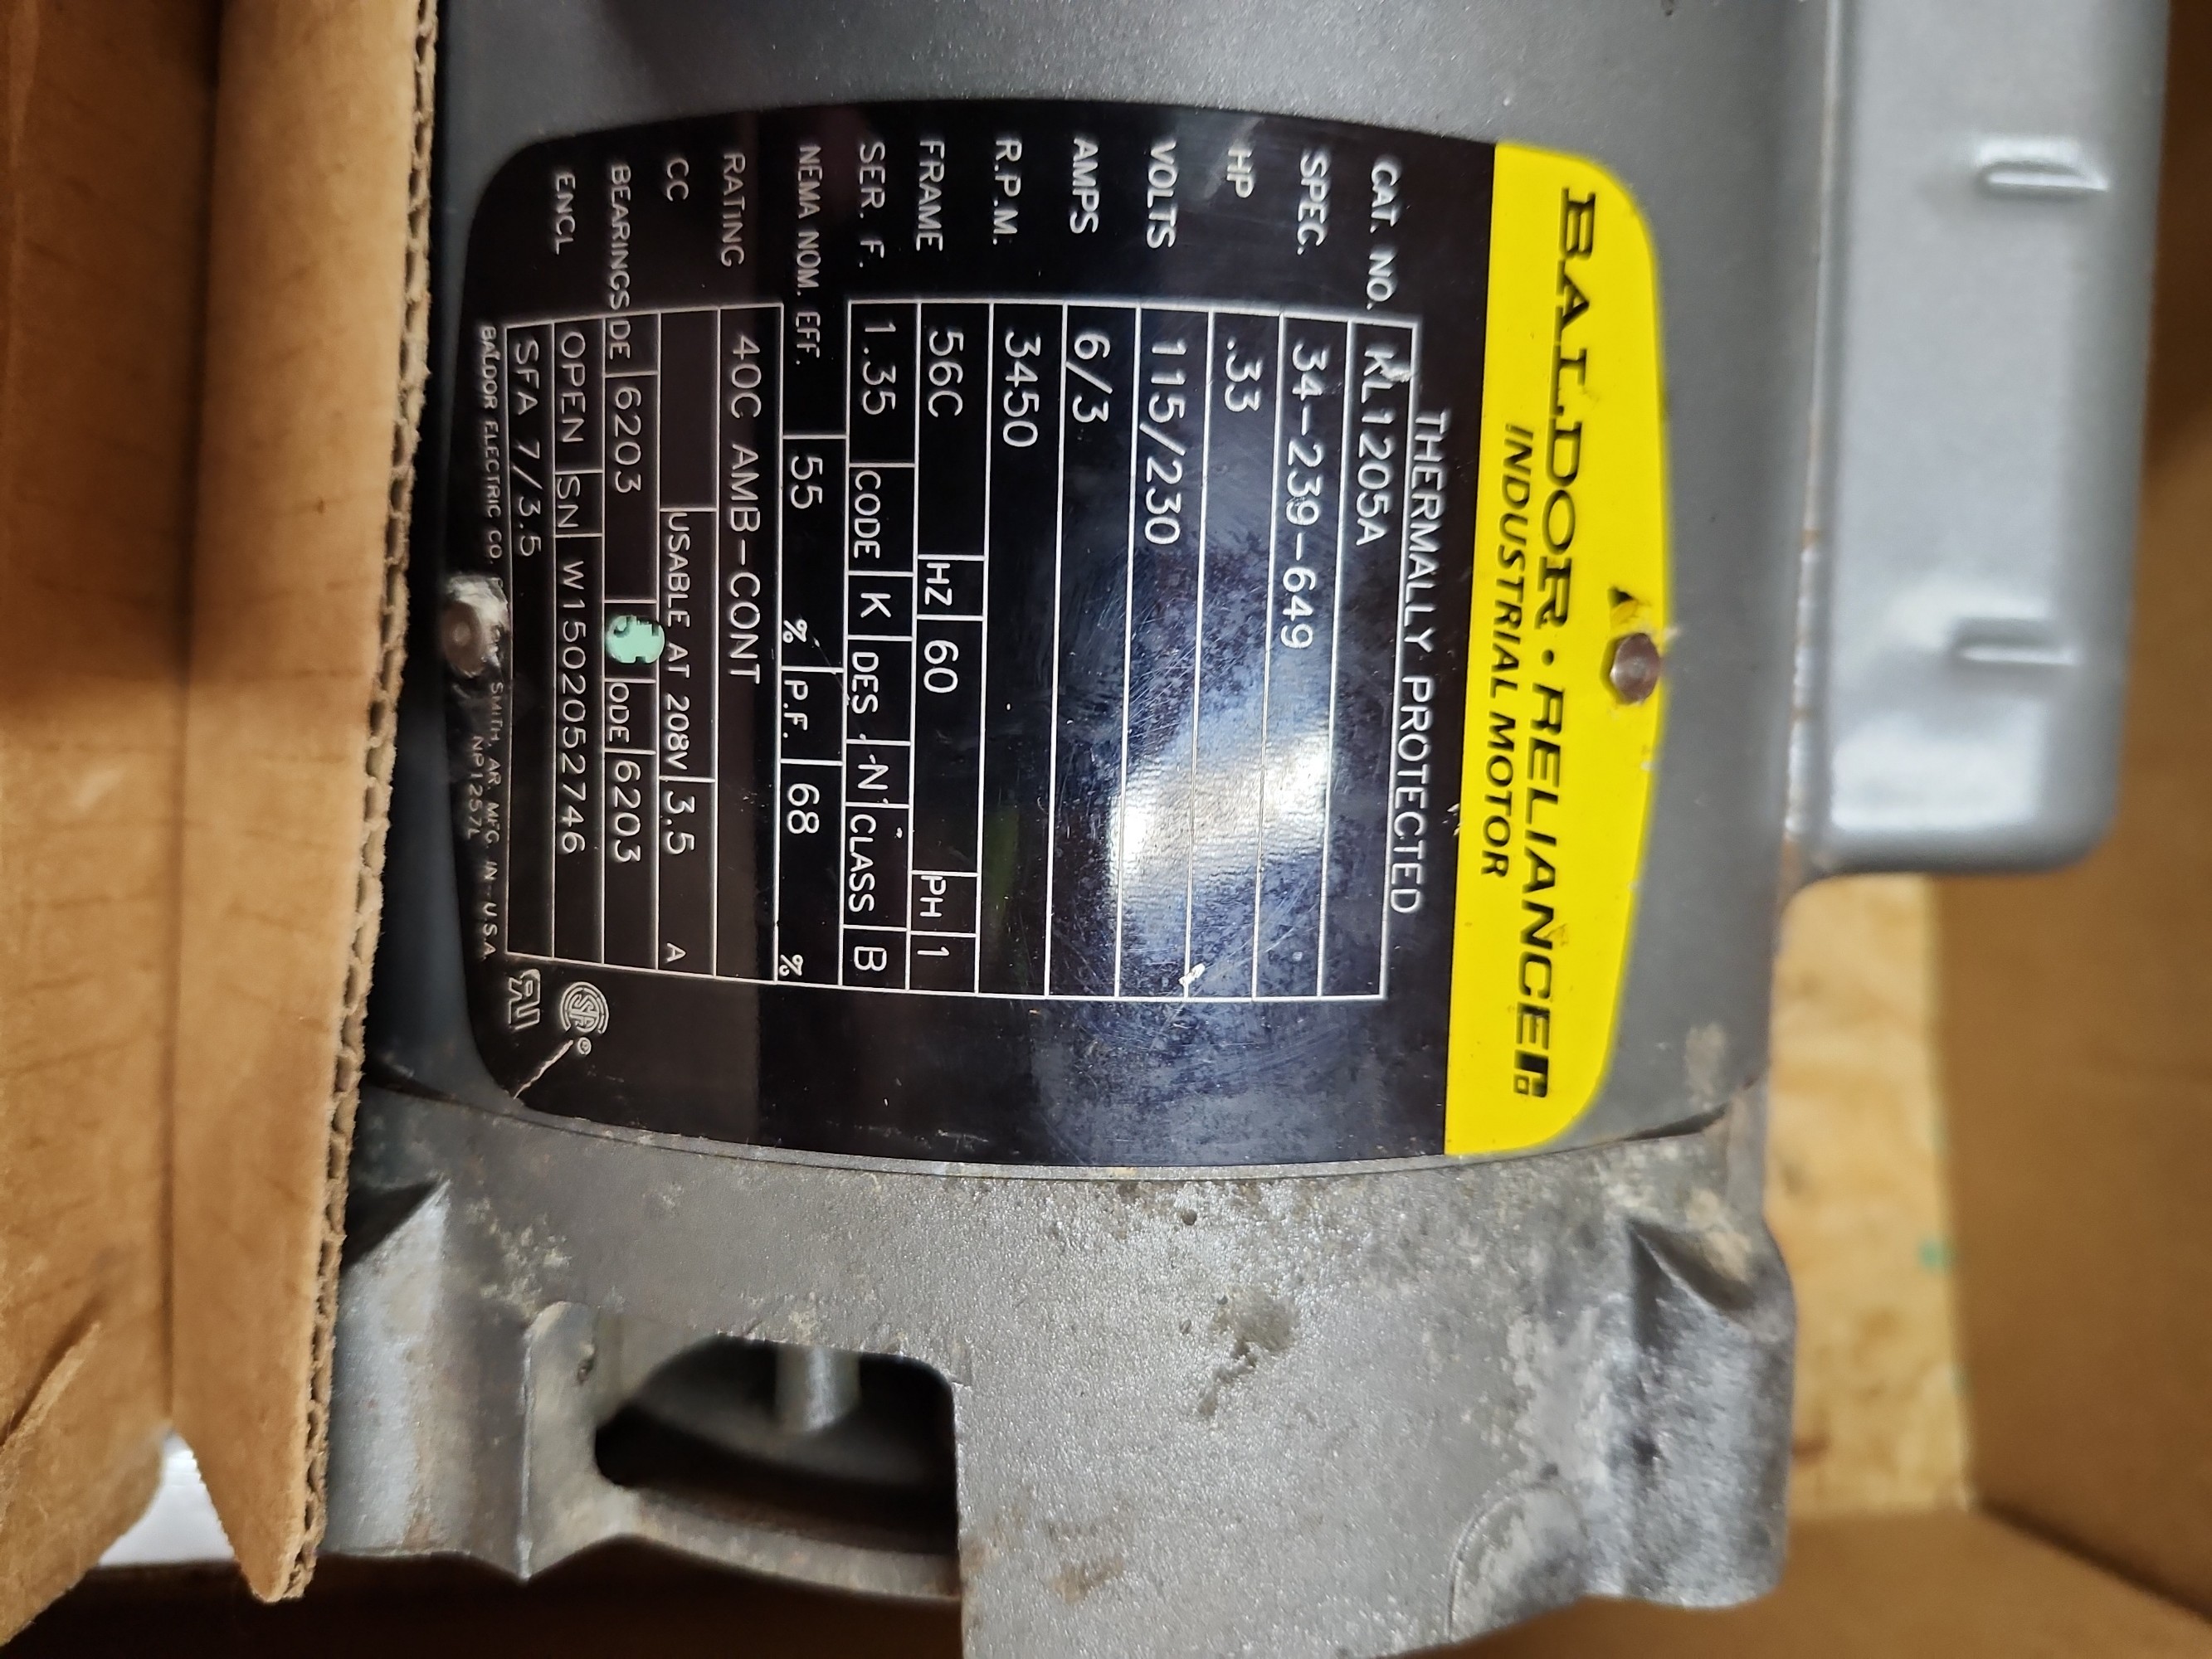 BALDOR • RELIANCER
INDUSTRIAL MOTOR
THERMALLY PROTECTED
CAT. NO. KL1205A
SPEC. 34-239-649
HP .33
VOLTS 115/230
AMPS 6/3
R.P.M. 3450
FRAME 56C HZ 60 PH 1
SER. F. 1.35 CODE K DES. N CLASS B
NEMA NOM. EFF. 55 % P.F. 68 %
RATING 40C AMB-CONT
CC USABLE AT 208V 3.5 A
BEARINGS DE 6203 ODE 6203
ENCL OPEN SN W1502052746
SFA 7/3.5
BALDOR ELECTRIC CO. SMITH, AR. MFG. IN U.S.A.
NP1257L